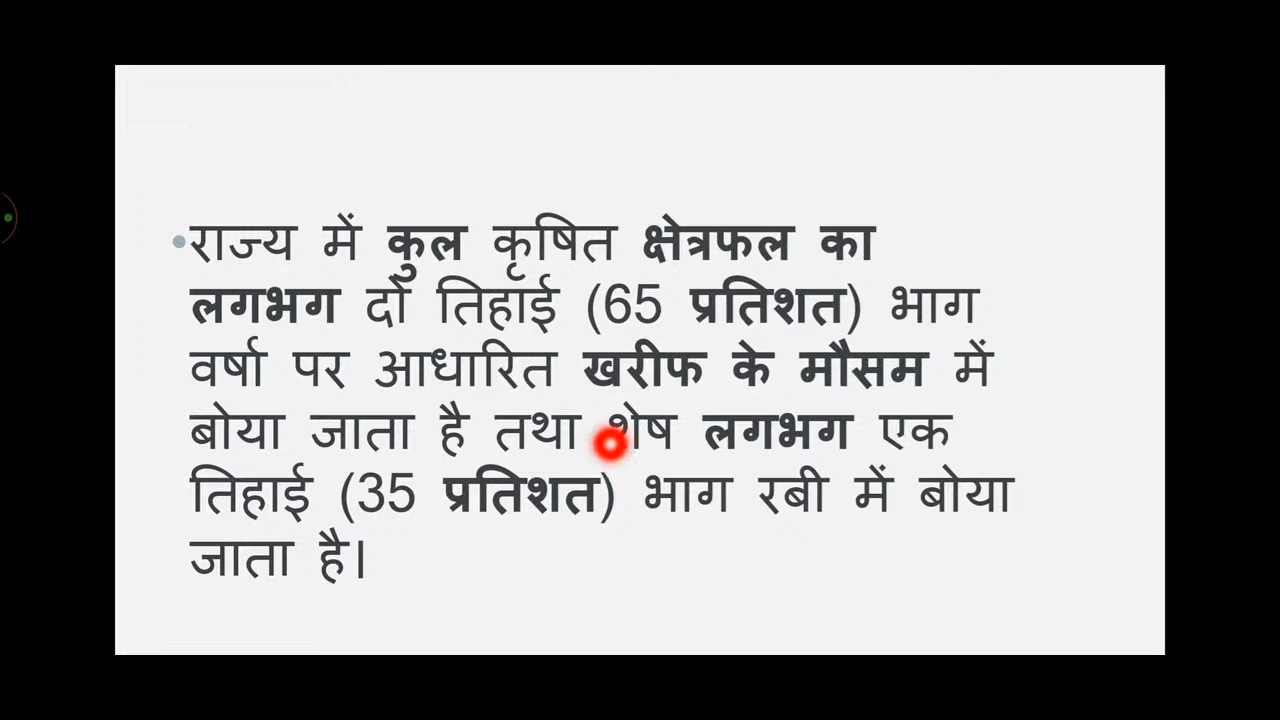 •राज्य में कुल कृषित क्षेत्रफल का
लगभग दो तिहाई (65 प्रतिशत) भाग
वर्षा पर आधारित खरीफ के मौसम में
बोया जाता है तथा शेष लगभग एक
तिहाई (35 प्रतिशत) भाग रबी में बोया
जाता है।